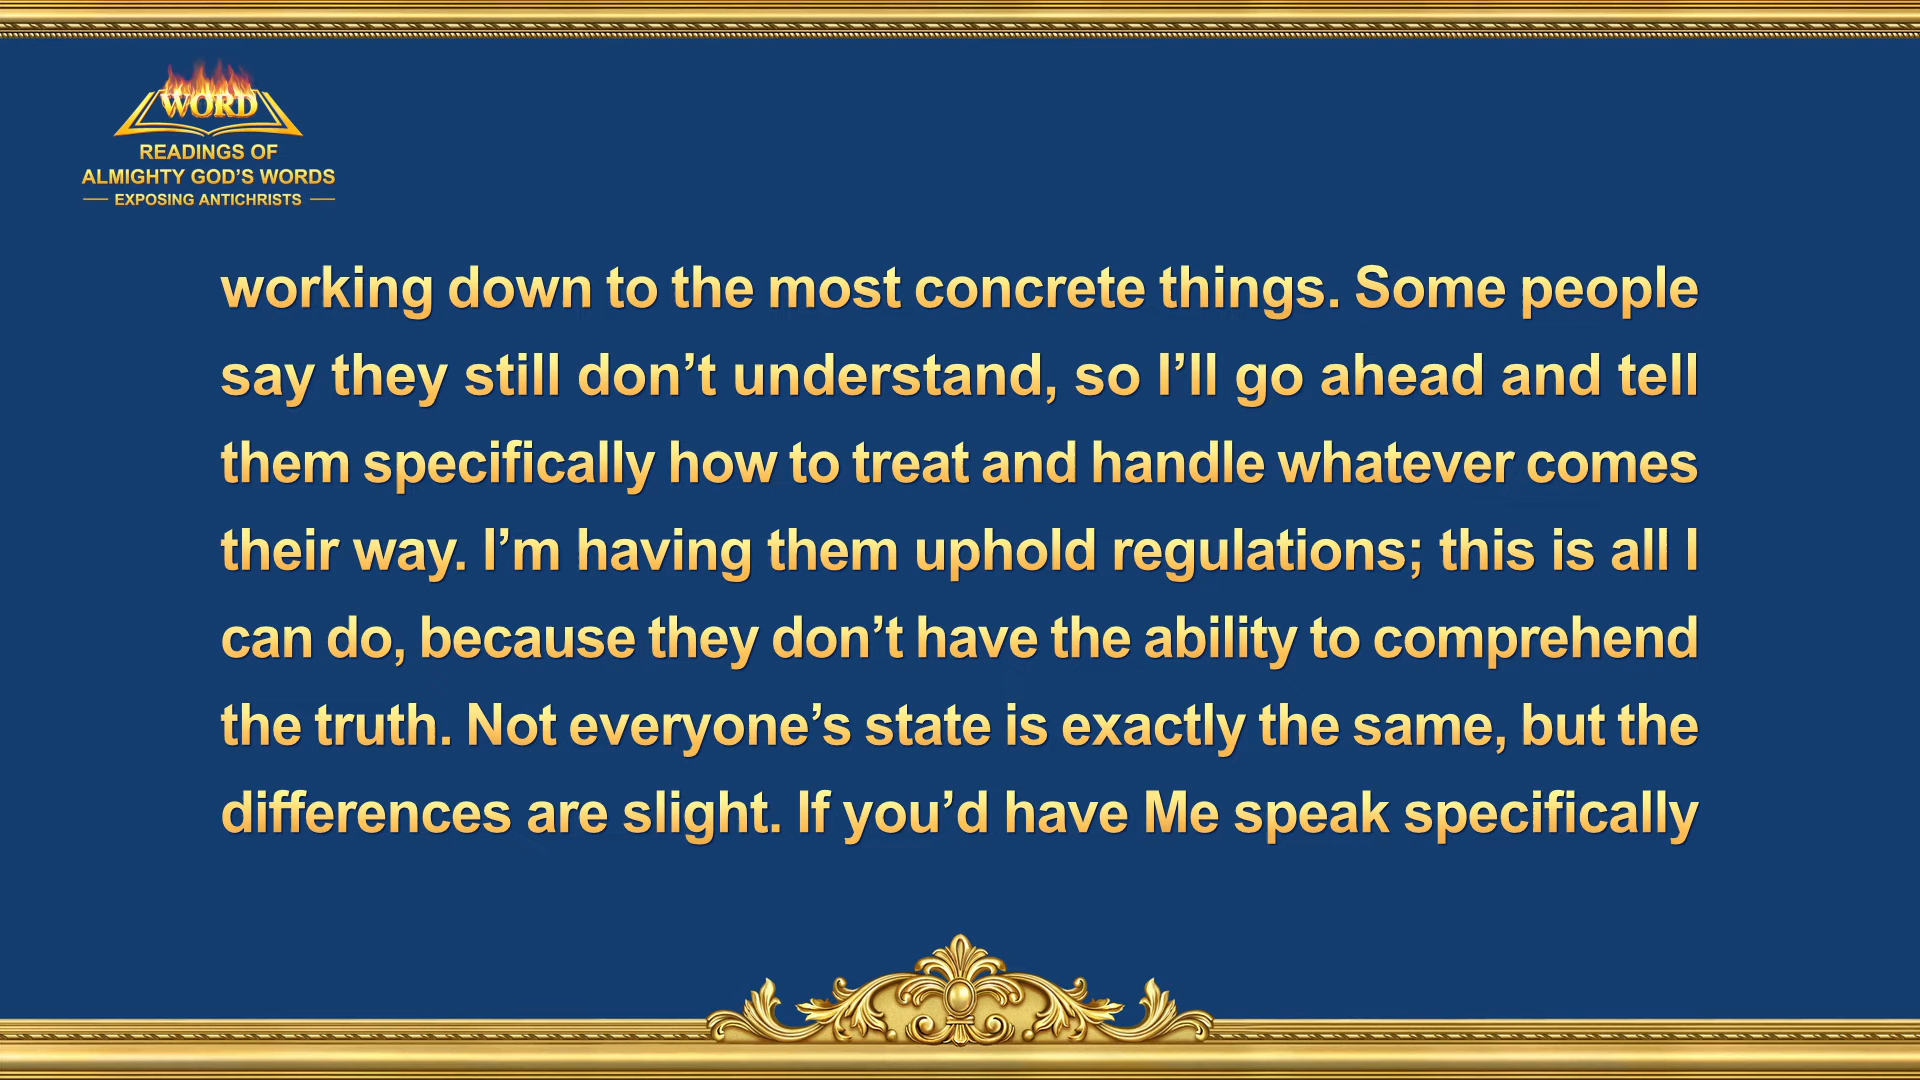 WORD
READINGS OF
ALMIGHTY GOD’S WORDS
EXPOSING ANTICHRISTS
working down to the most concrete things. Some people
say they still don’t understand, so I’ll go ahead and tell
them specifically how to treat and handle whatever comes
their way. I’m having them uphold regulations; this is all I
can do, because they don’t have the ability to comprehend
the truth. Not everyone’s state is exactly the same, but the
differences are slight. If you’d have Me speak specifically